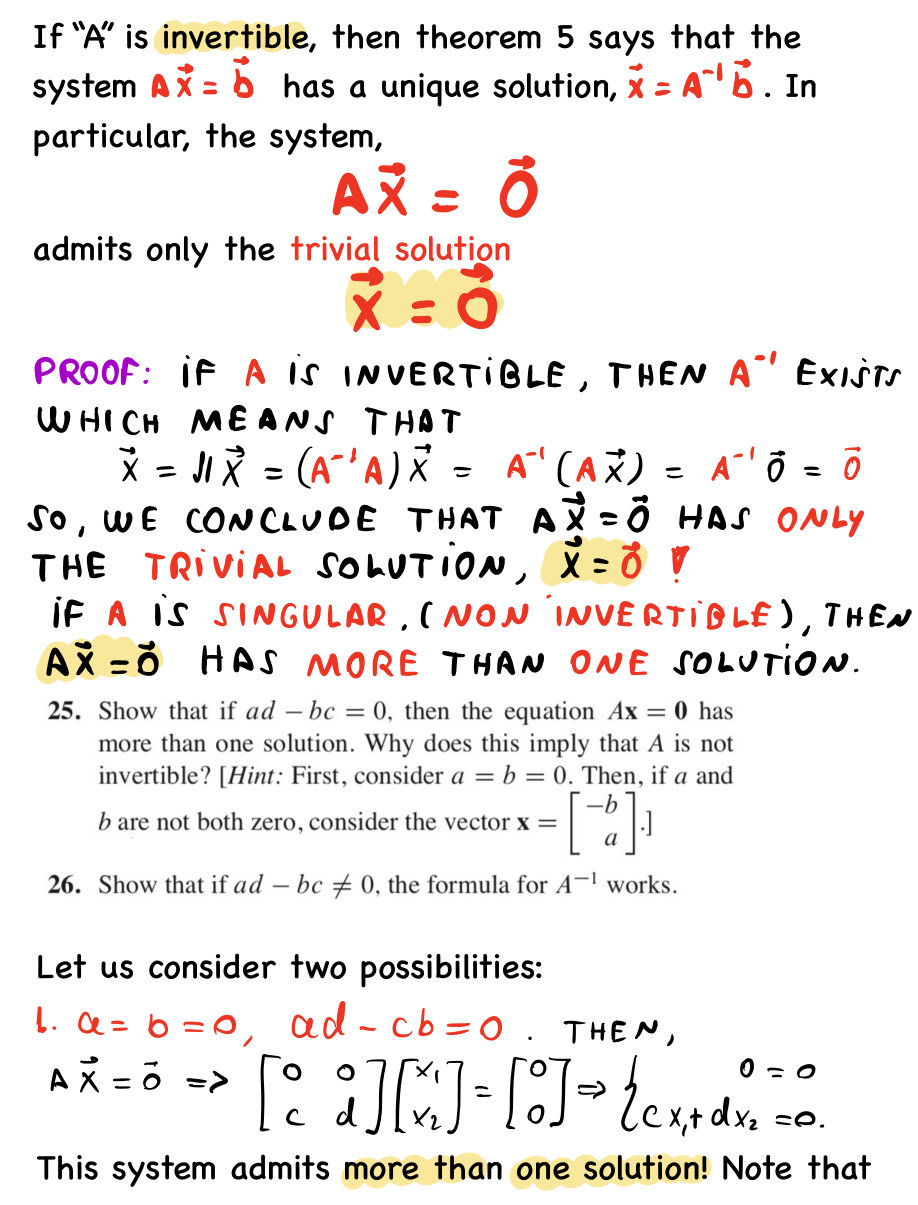 If “A” is invertible, then theorem 5 says that the
system A x⃗ = b⃗ has a unique solution, x⃗ = A⁻¹ b⃗ . In
particular, the system,
A x⃗ = 0⃗
admits only the trivial solution
x⃗ = 0⃗
PROOF: IF A IS INVERTIBLE, THEN A⁻¹ EXISTS
WHICH MEANS THAT
x⃗ = 𝟙 x⃗ = (A⁻¹A) x⃗ = A⁻¹ (A x⃗) = A⁻¹ 0⃗ = 0⃗
SO, WE CONCLUDE THAT A x⃗ = 0⃗ HAS ONLY
THE TRIVIAL SOLUTION, x⃗ = 0⃗ !
IF A IS SINGULAR, (NON INVERTIBLE), THEN
A x⃗ = 0⃗ HAS MORE THAN ONE SOLUTION.
25. Show that if ad − bc = 0, then the equation Ax = 0 has
more than one solution. Why does this imply that A is not
invertible? [Hint: First, consider a = b = 0. Then, if a and
b are not both zero, consider the vector x = [−b; a].]
26. Show that if ad − bc ≠ 0, the formula for A⁻¹ works.
Let us consider two possibilities:
1. a = b = 0, ad − cb = 0 . THEN,
A x⃗ = 0⃗ => [0 0; c d] [x₁; x₂] = [0; 0] ⇒ { 0 = 0; c x₁ + d x₂ = 0.
This system admits more than one solution! Note that